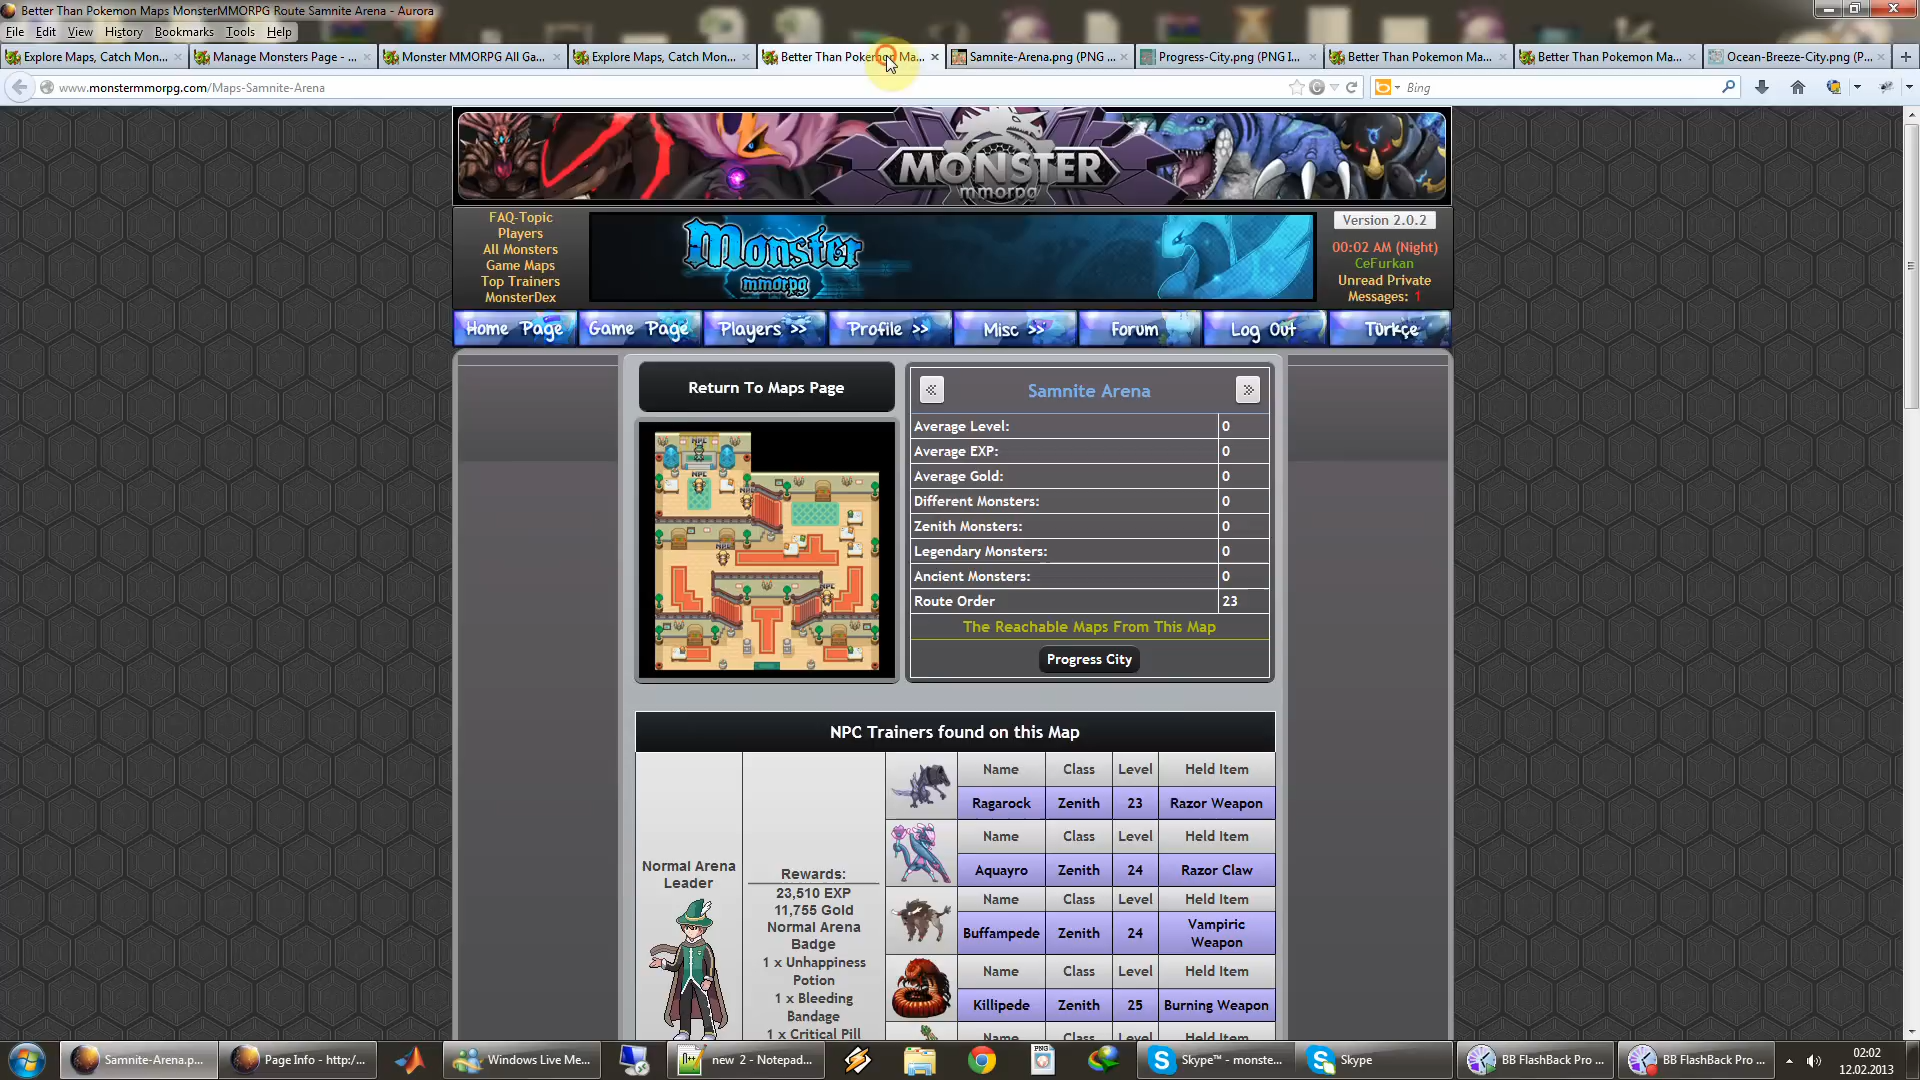 Better Than Pokemon Maps MonsterMMORPG Route Samnite Arena - Aurora
File Edit View History Bookmarks Tools Help
Explore Maps, Catch Mon... Manage Monsters Page - ... Monster MMORPG All Ga... Explore Maps, Catch Mon... Better Than Pokemon Ma... Samnite-Arena.png (PNG ... Progress-City.png (PNG I... Better Than Pokemon Ma... Better Than Pokemon Ma... Ocean-Breeze-City.png (P...
www.monstermmorpg.com/Maps-Samnite-Arena
Bing
MONSTER
mmorpg
FAQ-Topic
Players
All Monsters
Game Maps
Top Trainers
MonsterDex
Monster
mmorpg
Version 2.0.2
00:02 AM (Night)
CeFurkan
Unread Private
Messages: 1
Home Page Game Page Players >> Profile >> Misc >> Forum Log Out Türkçe
Return To Maps Page
NPC
NPC
NPC
NPC
NPC
« Samnite Arena »
Average Level: 0
Average EXP: 0
Average Gold: 0
Different Monsters: 0
Zenith Monsters: 0
Legendary Monsters: 0
Ancient Monsters: 0
Route Order 23
The Reachable Maps From This Map
Progress City
NPC Trainers found on this Map
Normal Arena
Leader
Rewards:
23,510 EXP
11,755 Gold
Normal Arena
Badge
1 x Unhappiness
Potion
1 x Bleeding
Bandage
1 x Critical Pill
Name Class Level Held Item
Ragarock Zenith 23 Razor Weapon
Name Class Level Held Item
Aquayro Zenith 24 Razor Claw
Name Class Level Held Item
Buffampede Zenith 24 Vampiric
Weapon
Name Class Level Held Item
Killipede Zenith 25 Burning Weapon
Name Class Level Held Item
Samnite-Arena.p... Page Info - http:/... Windows Live Me... new 2 - Notepad... Skype™ - monste... Skype BB FlashBack Pro ... BB FlashBack Pro ...
02:02
12.02.2013